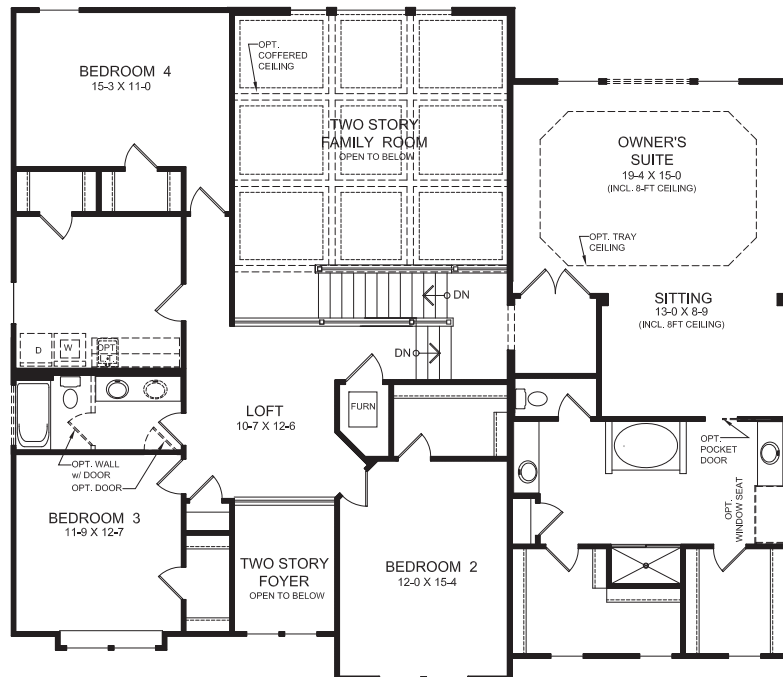 OPT.
COFFERED
CEILING
BEDROOM 4
15-3 X 11-0
TWO STORY
FAMILY ROOM
OPEN TO BELOW
OWNER'S
SUITE
19-4 X 15-0
(INCL. 8-FT CEILING)
OPT. TRAY
CEILING
DN
SITTING
13-0 X 8-9
(INCL. 8FT CEILING)
D
W
OPT.
DN
FURN
LOFT
10-7 X 12-6
OPT.
POCKET
DOOR
OPT. WALL
w/ DOOR
OPT. DOOR
OPT.
WINDOW SEAT
BEDROOM 3
11-9 X 12-7
TWO STORY
FOYER
OPEN TO BELOW
BEDROOM 2
12-0 X 15-4